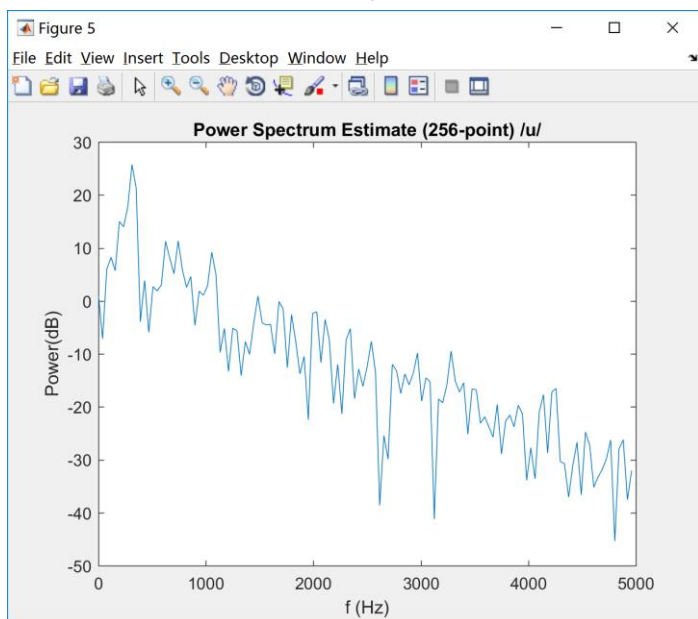 Figure 5
File Edit View Insert Tools Desktop Window Help
Power Spectrum Estimate (256-point) /u/
30
20
10
0
-10
-20
-30
-40
-50
Power(dB)
0 1000 2000 3000 4000 5000
f (Hz)